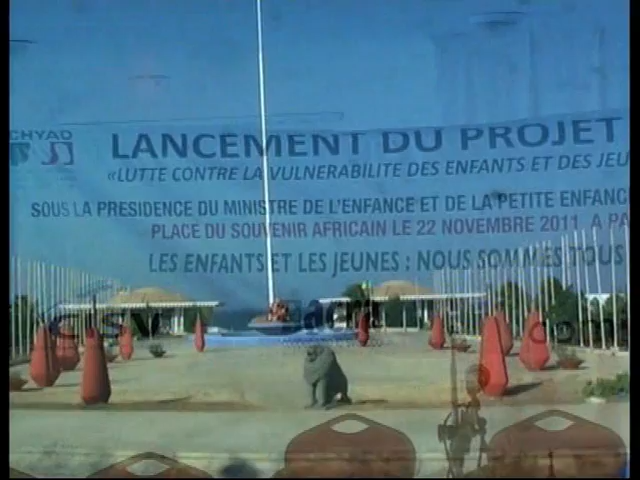 CHYAO
LANCEMENT DU PROJET
«LUTTE CONTRE LA VULNERABILITE DES ENFANTS ET DES JEU
SOUS LA PRESIDENCE DU MINISTRE DE L'ENFANCE ET DE LA PETITE ENFANC
PLACE DU SOUVENIR AFRICAIN LE 22 NOVEMBRE 2011 A PA
LES ENFANTS ET LES JEUNES : NOUS SOMMES TOUS